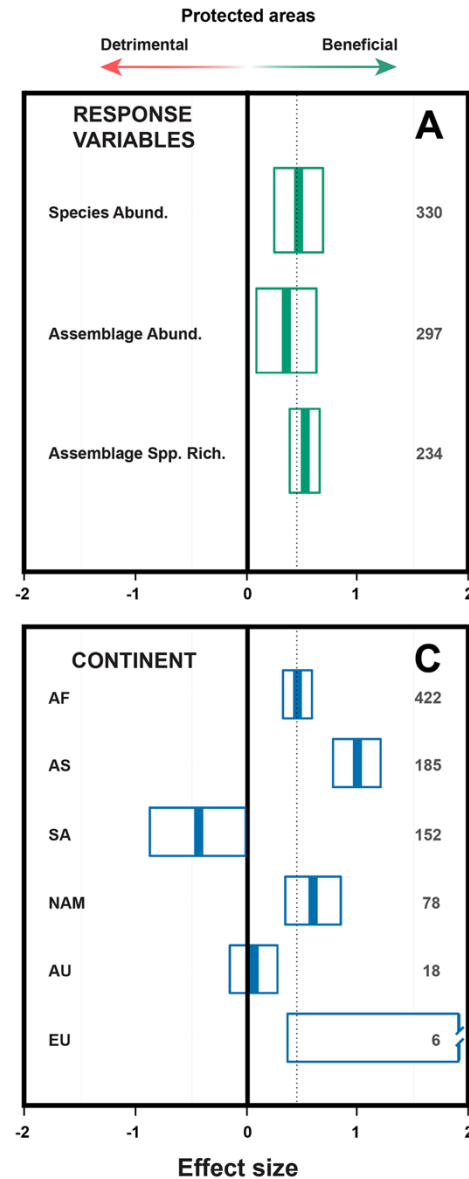 Protected areas
Detrimental Beneficial
RESPONSE
VARIABLES
A
Species Abund. 330
Assemblage Abund. 297
Assemblage Spp. Rich. 234
-2 -1 0 1 2
CONTINENT C
AF 422
AS 185
SA 152
NAM 78
AU 18
EU 6
-2 -1 0 1 2
Effect size